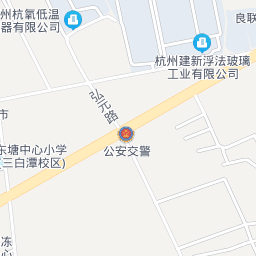 州杭氧低温
器有限公司
良联
杭州建新浮法玻璃
工业有限公司
弘元路
市
公安交警
东塘中心小学
(三白潭校区)
冻
心